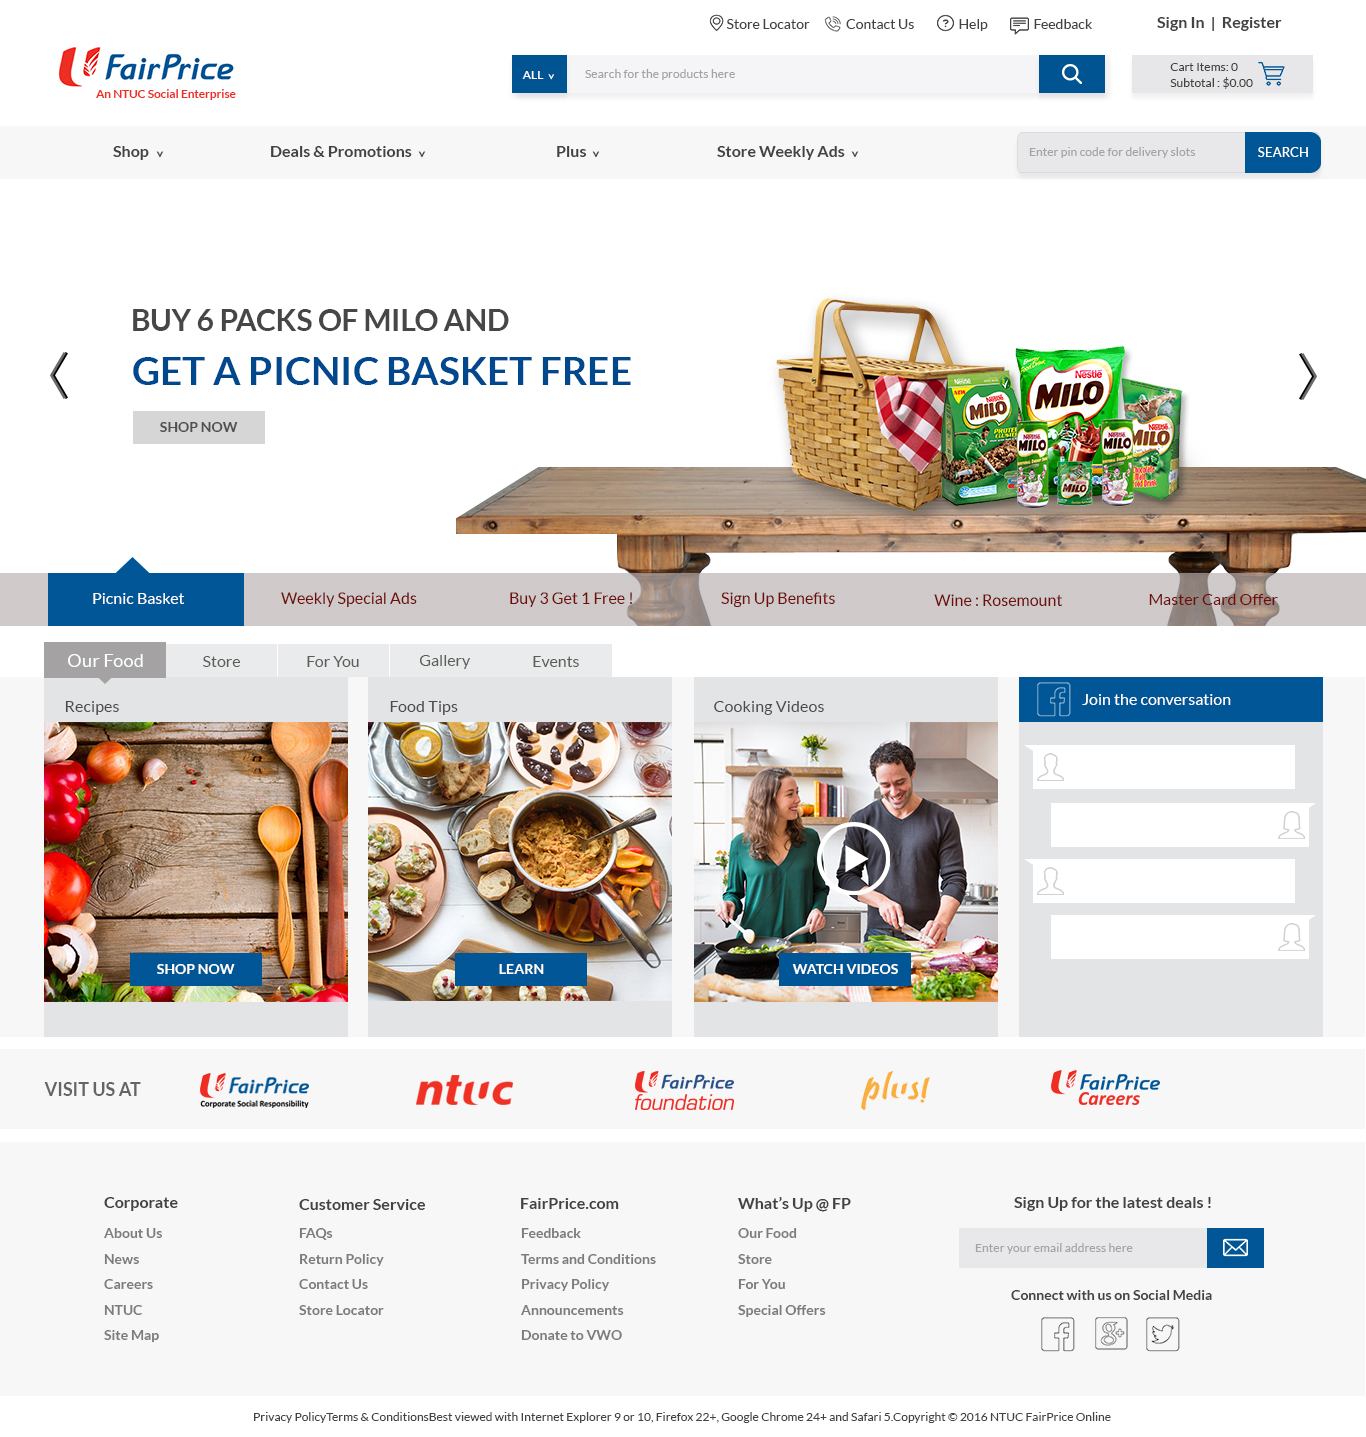 Store Locator
Contact Us
Help
Feedback
Sign In | Register
FairPrice
An NTUC Social Enterprise
ALL v
Search for the products here
Cart Items: 0
Subtotal : $0.00
Shop v
Deals & Promotions v
Plus v
Store Weekly Ads v
Enter pin code for delivery slots
SEARCH
BUY 6 PACKS OF MILO AND
GET A PICNIC BASKET FREE
SHOP NOW
Nestle
MILO
Nestle
MILO
MILO
MILO
MILO
MILO
Picnic Basket
Weekly Special Ads
Buy 3 Get 1 Free !
Sign Up Benefits
Wine : Rosemount
Master Card Offer
Our Food
Store
For You
Gallery
Events
Recipes
Food Tips
Cooking Videos
Join the conversation
SHOP NOW
LEARN
WATCH VIDEOS
VISIT US AT
FairPrice
Corporate Social Responsibility
ntuc
FairPrice
foundation
plus!
FairPrice
Careers
Corporate
About Us
News
Careers
NTUC
Site Map
Customer Service
FAQs
Return Policy
Contact Us
Store Locator
FairPrice.com
Feedback
Terms and Conditions
Privacy Policy
Announcements
Donate to VWO
What's Up @ FP
Our Food
Store
For You
Special Offers
Sign Up for the latest deals !
Enter your email address here
Connect with us on Social Media
Privacy PolicyTerms & ConditionsBest viewed with Internet Explorer 9 or 10, Firefox 22+, Google Chrome 24+ and Safari 5.Copyright © 2016 NTUC FairPrice Online